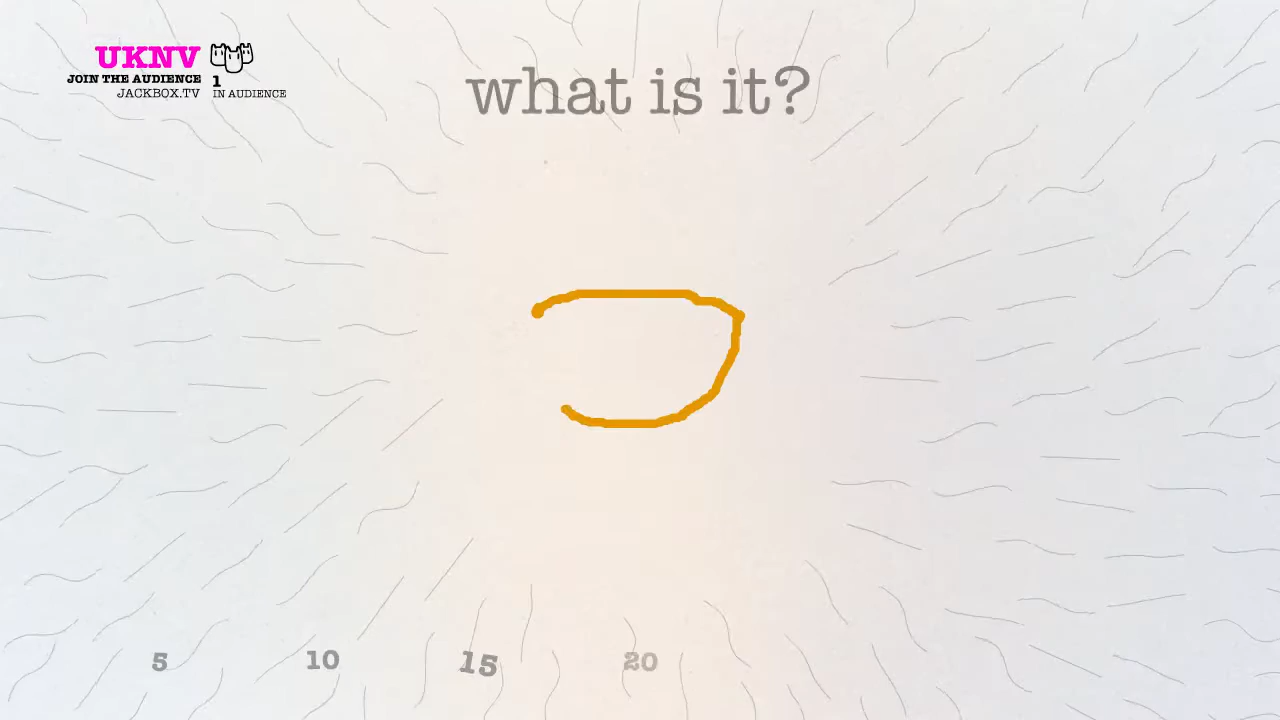 UKNV
JOIN THE AUDIENCE
JACKBOX.TV
1
IN AUDIENCE
what is it?
5 10 15 20